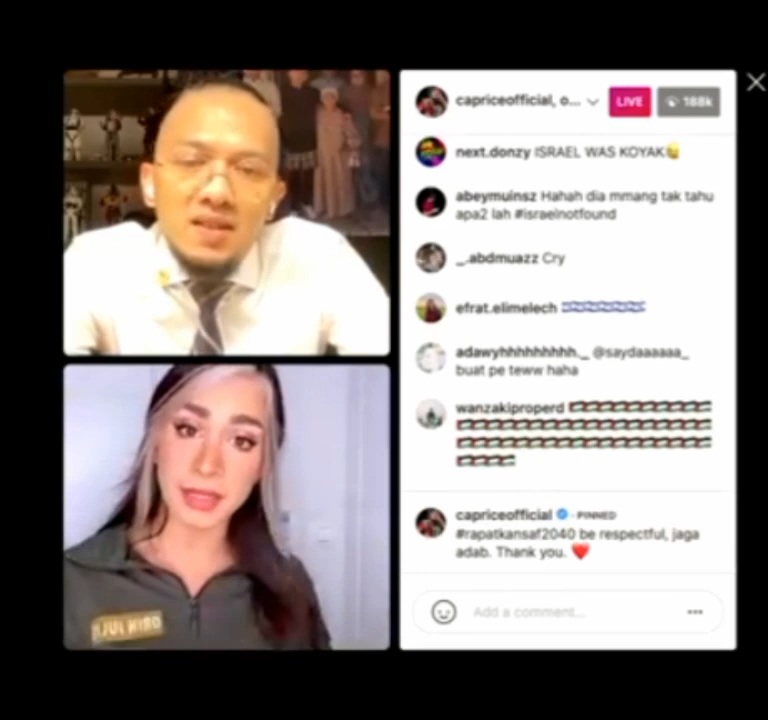 capriceofficial, o...
LIVE
188k
next.donzy ISRAEL WAS KOYAK
abeymuinsz Hahah dia mmang tak tahu
apa2 lah #israelnotfound
_.abdmuazz Cry
efrat.elimelech
adawyhhhhhhhhh._ @saydaaaaaa_
buat pe teww haha
wanzakiproperd
capriceofficial · PINNED
#rapatkansaf2040 be respectful, jaga
adab. Thank you. ❤️
Add a comment...